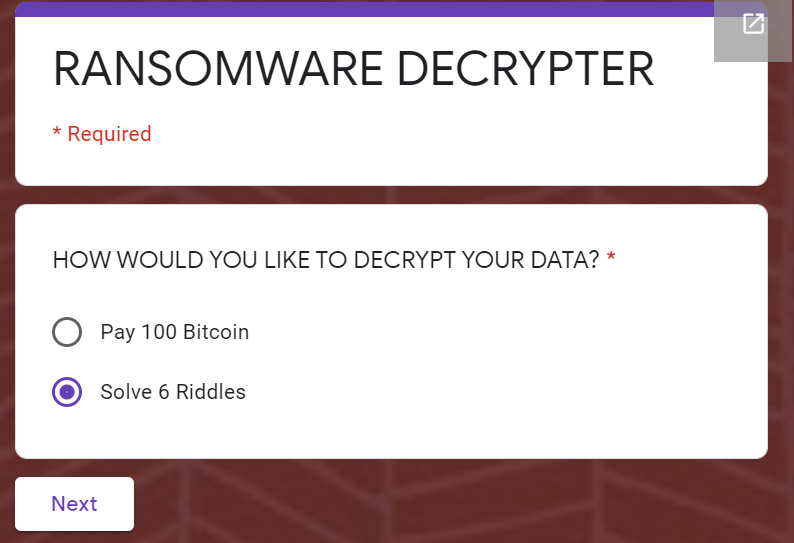 RANSOMWARE DECRYPTER
* Required
HOW WOULD YOU LIKE TO DECRYPT YOUR DATA? *
Pay 100 Bitcoin
Solve 6 Riddles
Next